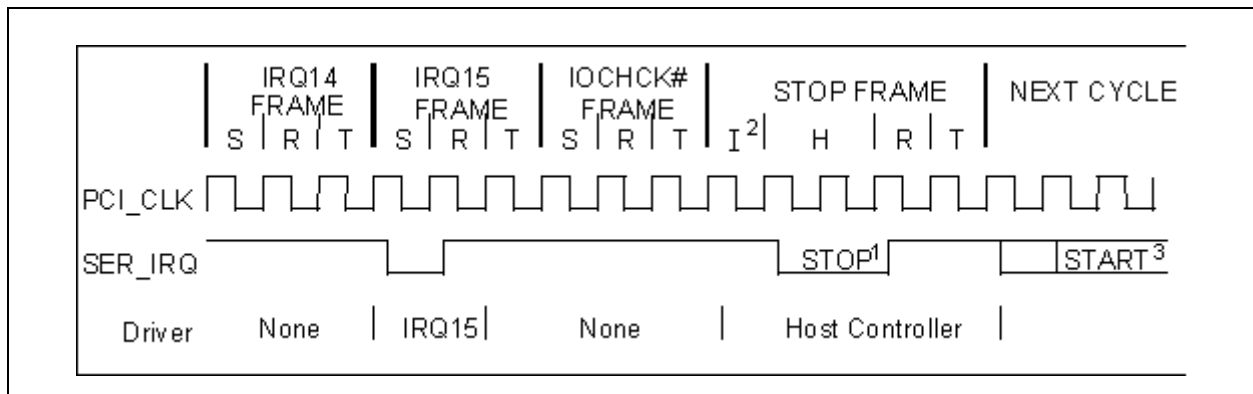 IRQ14 FRAME
IRQ15 FRAME
IOCHCK# FRAME
STOP FRAME
NEXT CYCLE
S R T S R T S R T I2 H R T
PCI_CLK
SER_IRQ STOP1 START3
Driver None IRQ15 None Host Controller